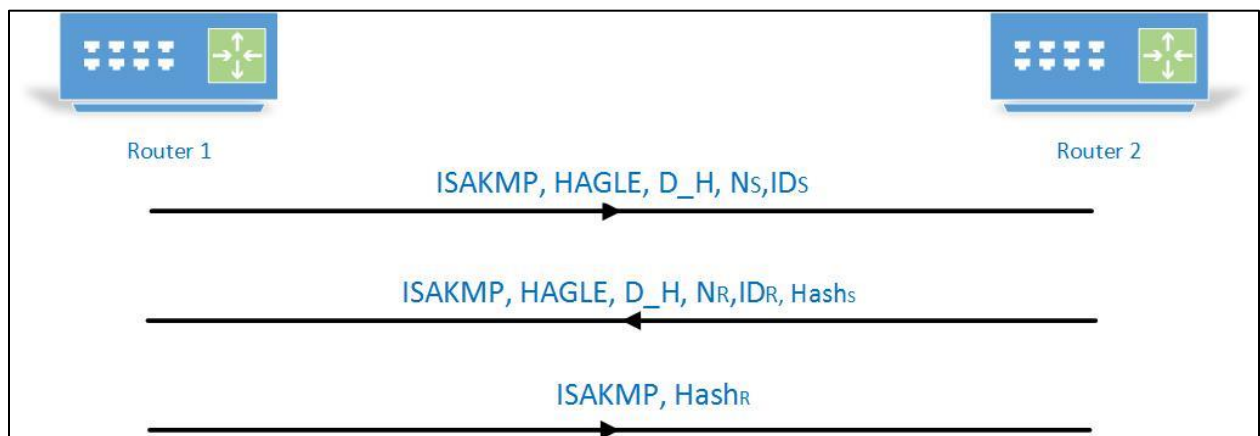 Router 1
Router 2
ISAKMP, HAGLE, D_H, NS,IDS
ISAKMP, HAGLE, D_H, NR,IDR, HashS
ISAKMP, HashR